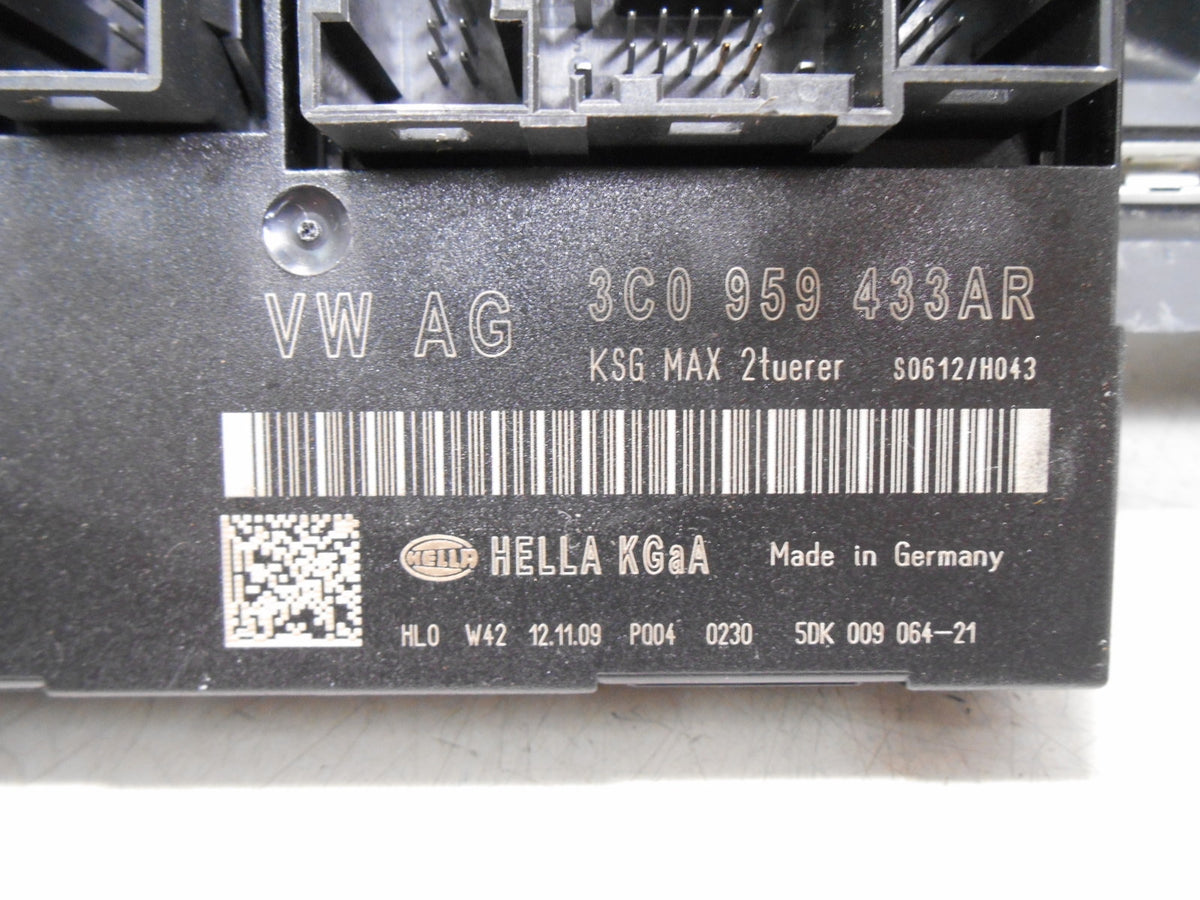 VW AG 3C0 959 433AR
KSG MAX 2tuerer S0612/H043
HELLA HELLA KGaA Made in Germany
HLO W42 12.11.09 P004 0230 5DK 009 064-21